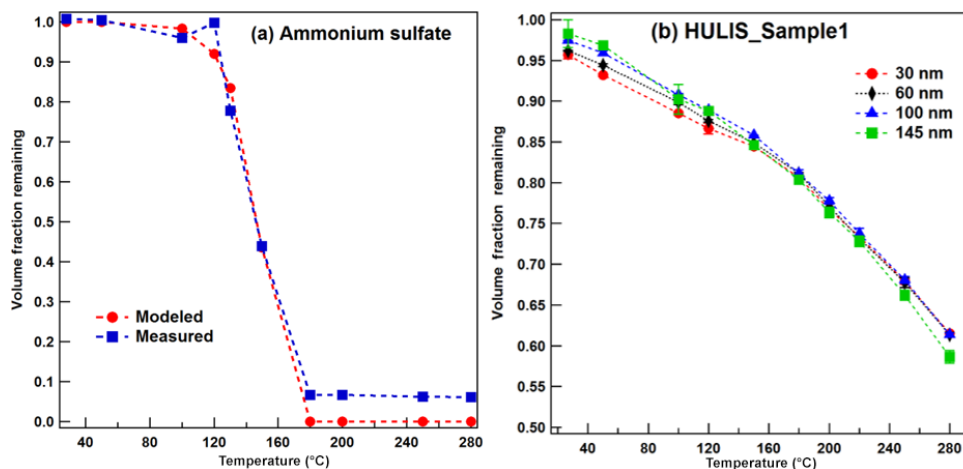 (a) Ammonium sulfate
Volume fraction remaining
1.0
0.9
0.8
0.7
0.6
0.5
0.4
0.3
0.2
0.1
0.0
Modeled
Measured
40
80
120
200
240
280
Temperature (°C)
(b) HULIS_Sample1
Volume fraction remaining
1.00
0.95
0.90
0.85
0.80
0.75
0.70
0.65
0.60
0.55
0.50
30 nm
60 nm
100 nm
145 nm
40
80
120
160
200
240
280
Temperature (°C)